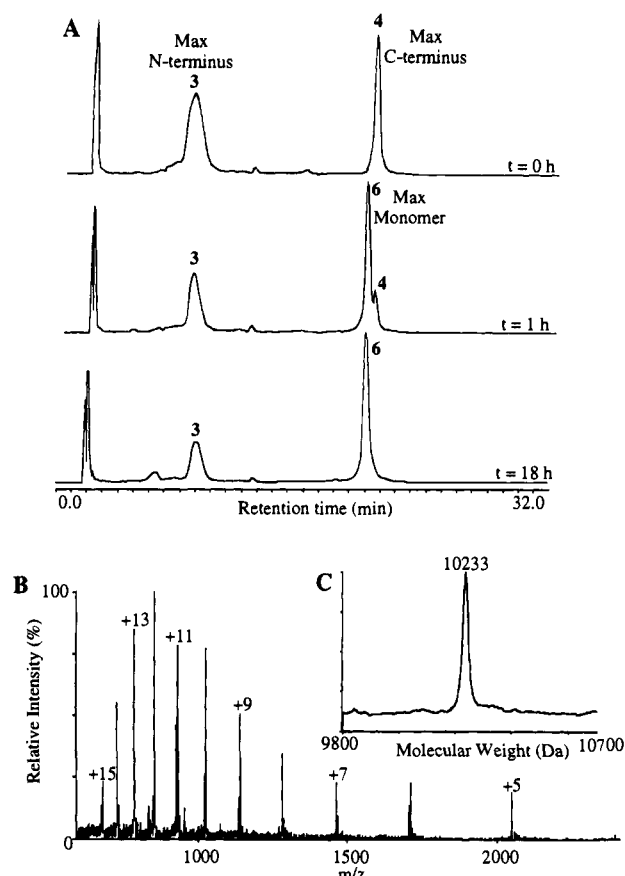 A
Max
N-terminus
3
4
Max
C-terminus
t = 0 h
6
Max
Monomer
3
4
t = 1 h
6
3
t = 18 h
0.0
Retention time (min)
32.0
B
C
10233
100
+13
+11
+9
+15
+7
+5
Relative Intensity (%)
9800
Molecular Weight (Da)
10700
0
1000
1500
2000
m/z